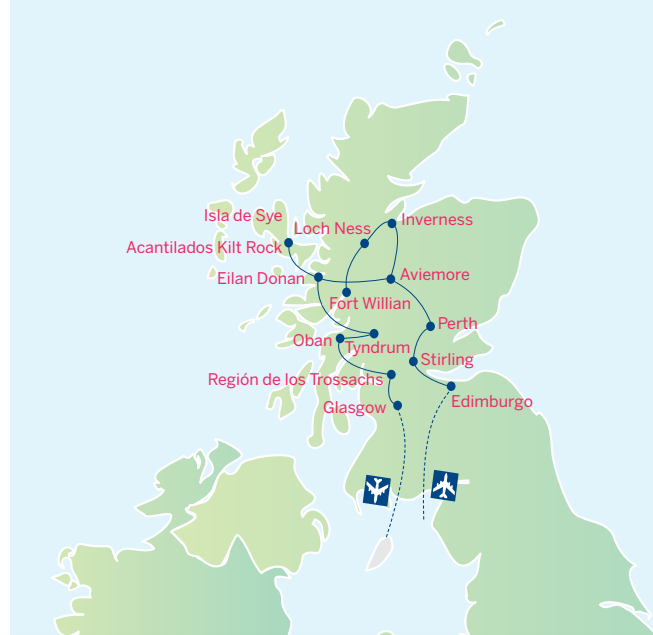 Isla de Sye
Inverness
Loch Ness
Acantilados Kilt Rock
Eilan Donan
Aviemore
Fort Willian
Perth
Oban
Tyndrum
Stirling
Región de los Trossachs
Edimburgo
Glasgow